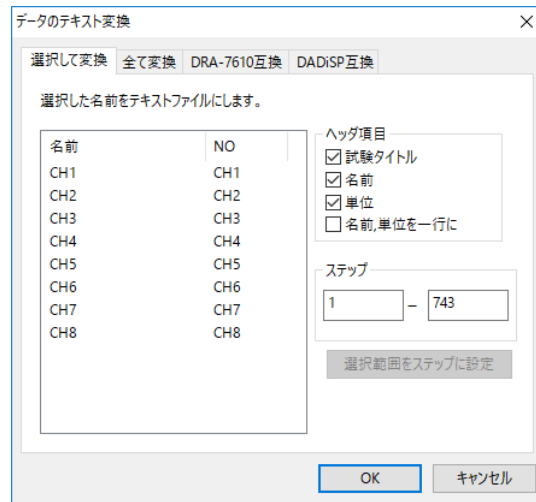 データのテキスト変換
選択して変換 全て変換 DRA-7610互換 DADiSP互換
選択した名前をテキストファイルにします。
名前 NO
CH1 CH1
CH2 CH2
CH3 CH3
CH4 CH4
CH5 CH5
CH6 CH6
CH7 CH7
CH8 CH8
ヘッダ項目
試験タイトル
名前
単位
名前,単位を一行に
ステップ
1 – 743
選択範囲をステップに設定
OK キャンセル